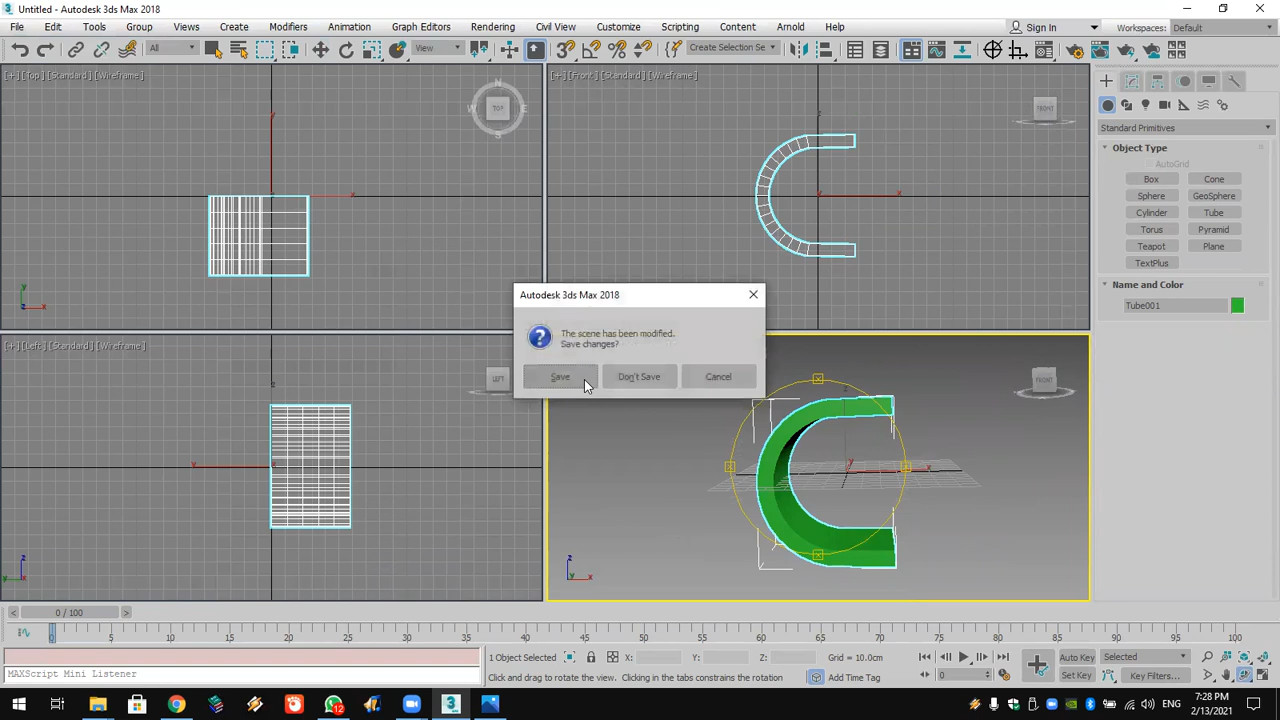 Untitled - Autodesk 3ds Max 2018
File Edit Tools Group Views Create Modifiers Animation Graph Editors Rendering Civil View Customize Scripting Content Arnold Help Sign In Workspaces: Default
All View Create Selection Se
[+] [Top] [Standard] [Wireframe]
[+] [Front] [Standard] [Wireframe]
N
W TOP E
S
FRONT
y
x
z
x
y
z x
Standard Primitives
Object Type
AutoGrid
Box Cone
Sphere GeoSphere
Cylinder Tube
Torus Pyramid
Teapot Plane
TextPlus
Name and Color
Tube001
Autodesk 3ds Max 2018
The scene has been modified.
Save changes?
Save Don't Save Cancel
[+] [Left] [Standard] [Wireframe]
LEFT
FRONT
z
y
z
y
x
y
z
y x
0 / 100
0 5 10 15 20 25 30 35 40 45 50 55 60 65 70 75 80 85 90 95 100
1 Object Selected X: Y: Z: Grid = 10.0cm Auto Key Selected
MAXScript Mini Listener Click and drag to rotate the view. Clicking in the tabs constrains the rotation Add Time Tag 0 Set Key Key Filters...
12
3
ENG
7:28 PM
2/13/2021